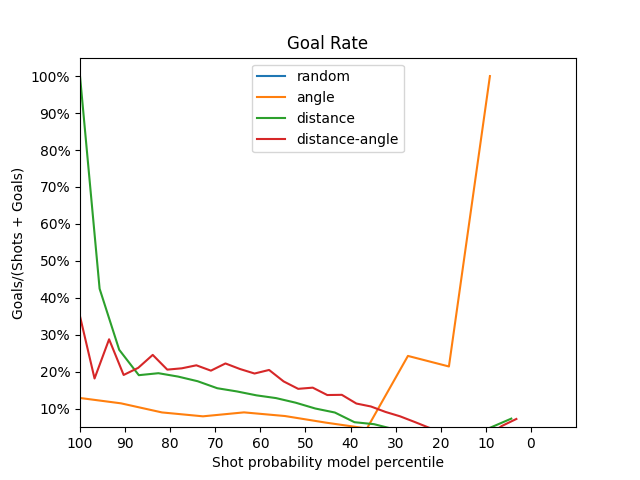 Goal Rate
random
angle
distance
distance-angle
100%
90%
80%
70%
60%
50%
40%
30%
20%
10%
Goals/(Shots + Goals)
100 90 80 70 60 50 40 30 20 10 0
Shot probability model percentile